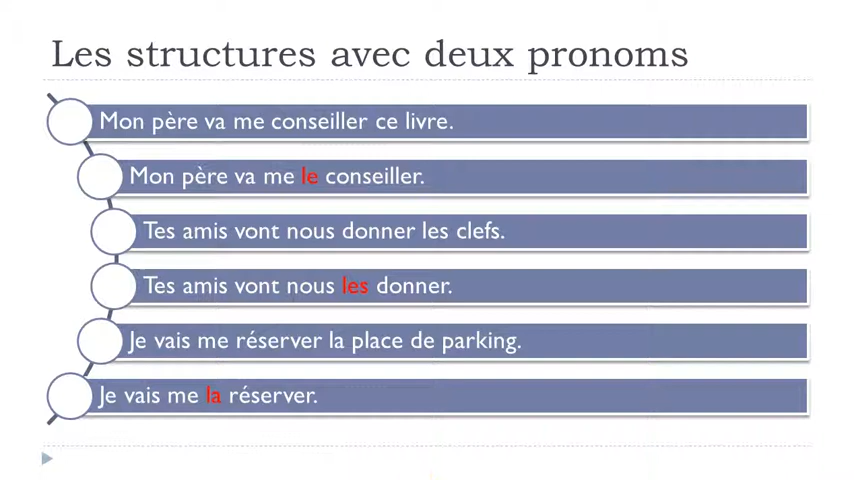 Les structures avec deux pronoms
Mon père va me conseiller ce livre.
Mon père va me le conseiller.
Tes amis vont nous donner les clefs.
Tes amis vont nous les donner.
Je vais me réserver la place de parking.
Je vais me la réserver.